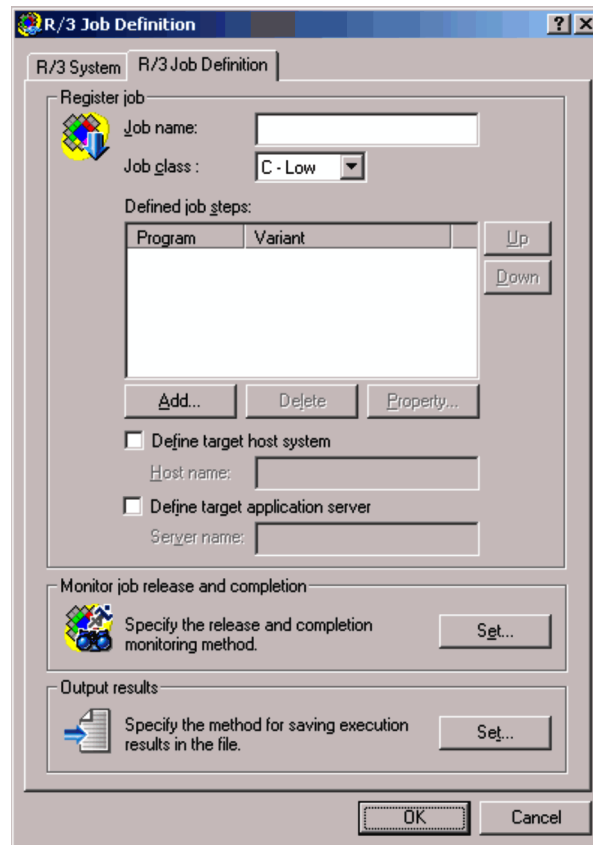 R/3 Job Definition
R/3 System
R/3 Job Definition
Register job
Job name:
Job class :
C - Low
Defined job steps:
Program Variant
Up
Down
Add... Delete Property...
Define target host system
Host name:
Define target application server
Server name:
Monitor job release and completion
Specify the release and completion
monitoring method.
Set...
Output results
Specify the method for saving execution
results in the file.
Set...
OK Cancel